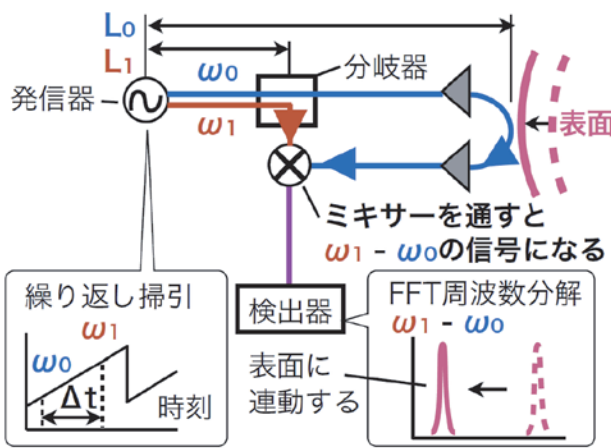 L₀
L₁
ω₀
分岐器
発信器
ω₁
表面
ミキサーを通すと
ω₁ - ω₀の信号になる
繰り返し掃引
ω₁
ω₀
Δt
時刻
検出器
表面に
連動する
FFT周波数分解
ω₁ - ω₀